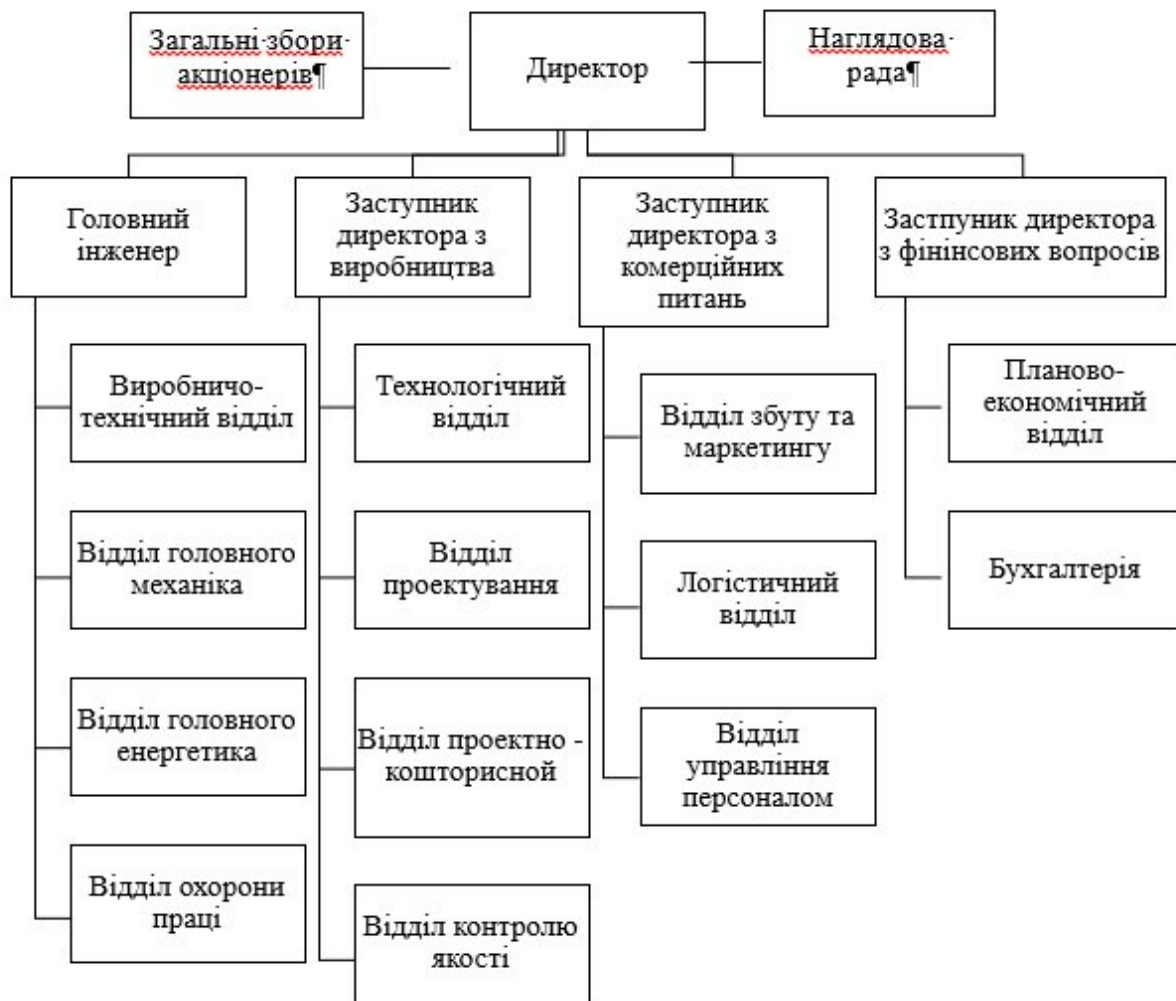 Загальні·збори·
акціонерів¶
Директор
Наглядова·
рада¶
Головний
інженер
Заступник
директора з
виробництва
Заступник
директора з
комерційних
питань
Застпуник директора
з фінінсових вопросів
Виробничо-
технічний відділ
Відділ головного
механіка
Відділ головного
енергетика
Відділ охорони
праці
Технологічний
відділ
Відділ
проектування
Відділ проектно -
кошторисной
Відділ контролю
якості
Відділ збуту та
маркетингу
Логістичний
відділ
Відділ
управління
персоналом
Планово-
економічний
відділ
Бухгалтерія